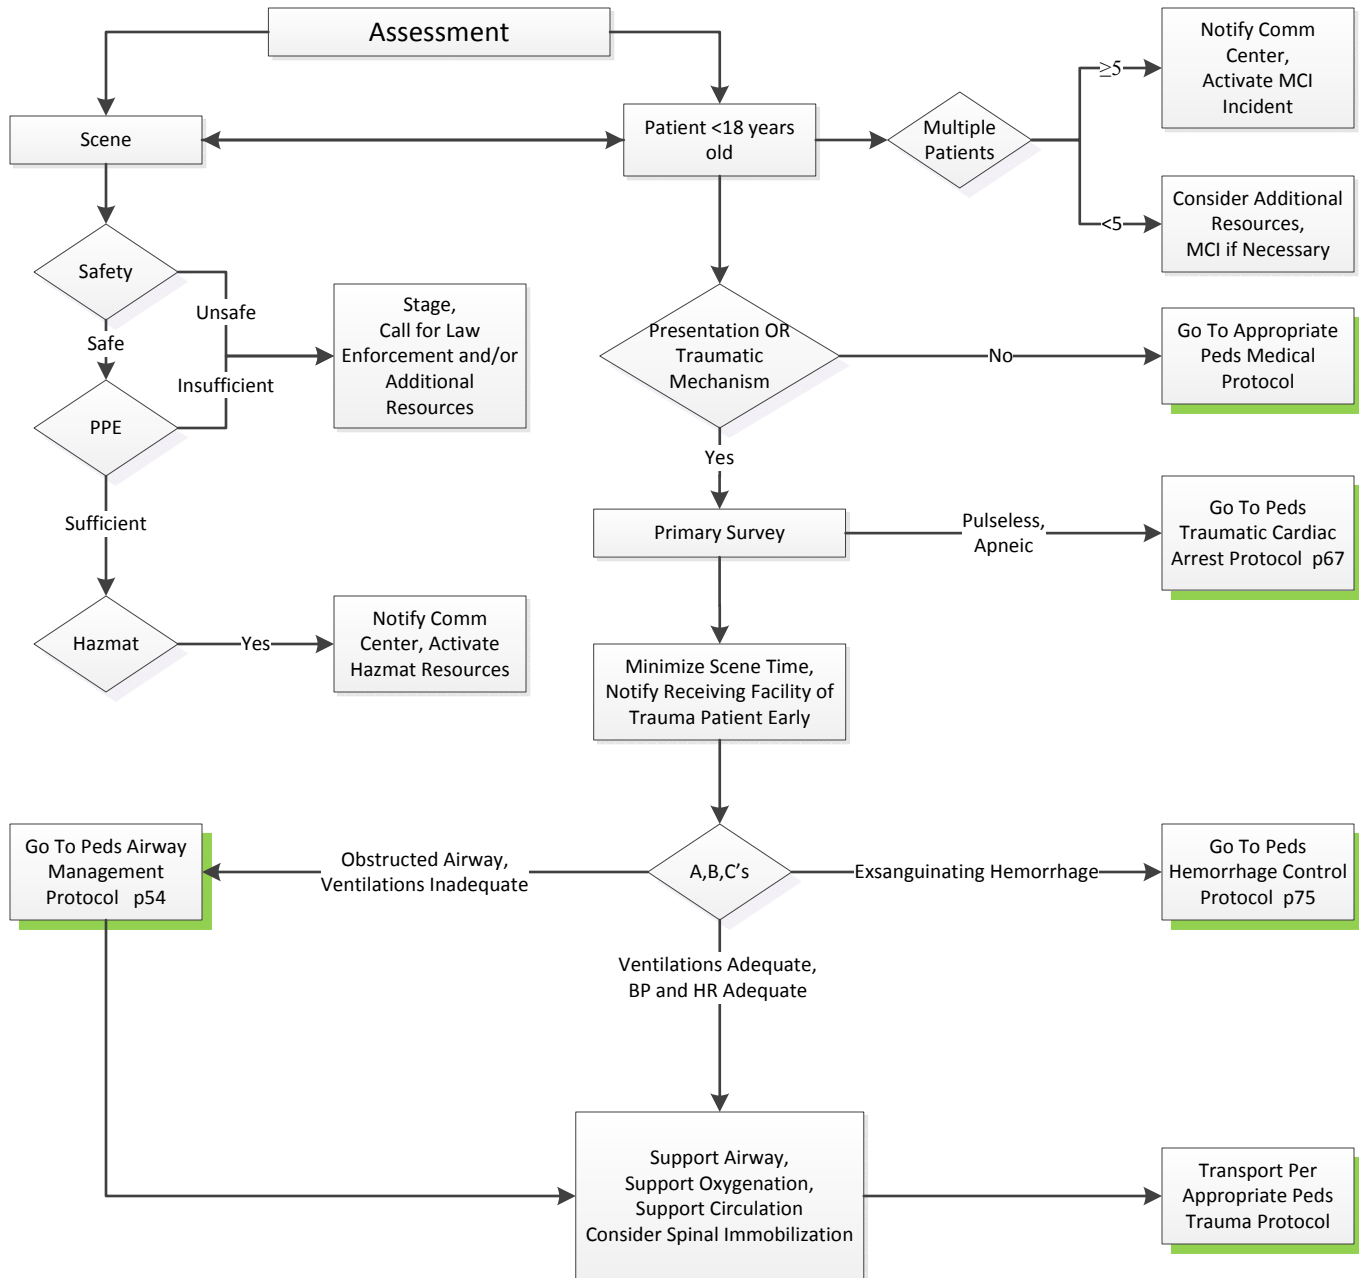 Assessment
Notify Comm
Center,
Activate MCI
Incident
≥5
Scene
Patient <18 years
old
Multiple
Patients
<5
Consider Additional
Resources,
MCI if Necessary
Safety
Unsafe
Safe
Insufficient
Stage,
Call for Law
Enforcement and/or
Additional
Resources
Presentation OR
Traumatic
Mechanism
No
Go To Appropriate
Peds Medical
Protocol
PPE
Yes
Sufficient
Primary Survey
Pulseless,
Apneic
Go To Peds
Traumatic Cardiac
Arrest Protocol p67
Hazmat
Yes
Notify Comm
Center, Activate
Hazmat Resources
Minimize Scene Time,
Notify Receiving Facility of
Trauma Patient Early
Go To Peds Airway
Management
Protocol p54
Obstructed Airway,
Ventilations Inadequate
A,B,C's
Exsanguinating Hemorrhage
Go To Peds
Hemorrhage Control
Protocol p75
Ventilations Adequate,
BP and HR Adequate
Support Airway,
Support Oxygenation,
Support Circulation
Consider Spinal Immobilization
Transport Per
Appropriate Peds
Trauma Protocol